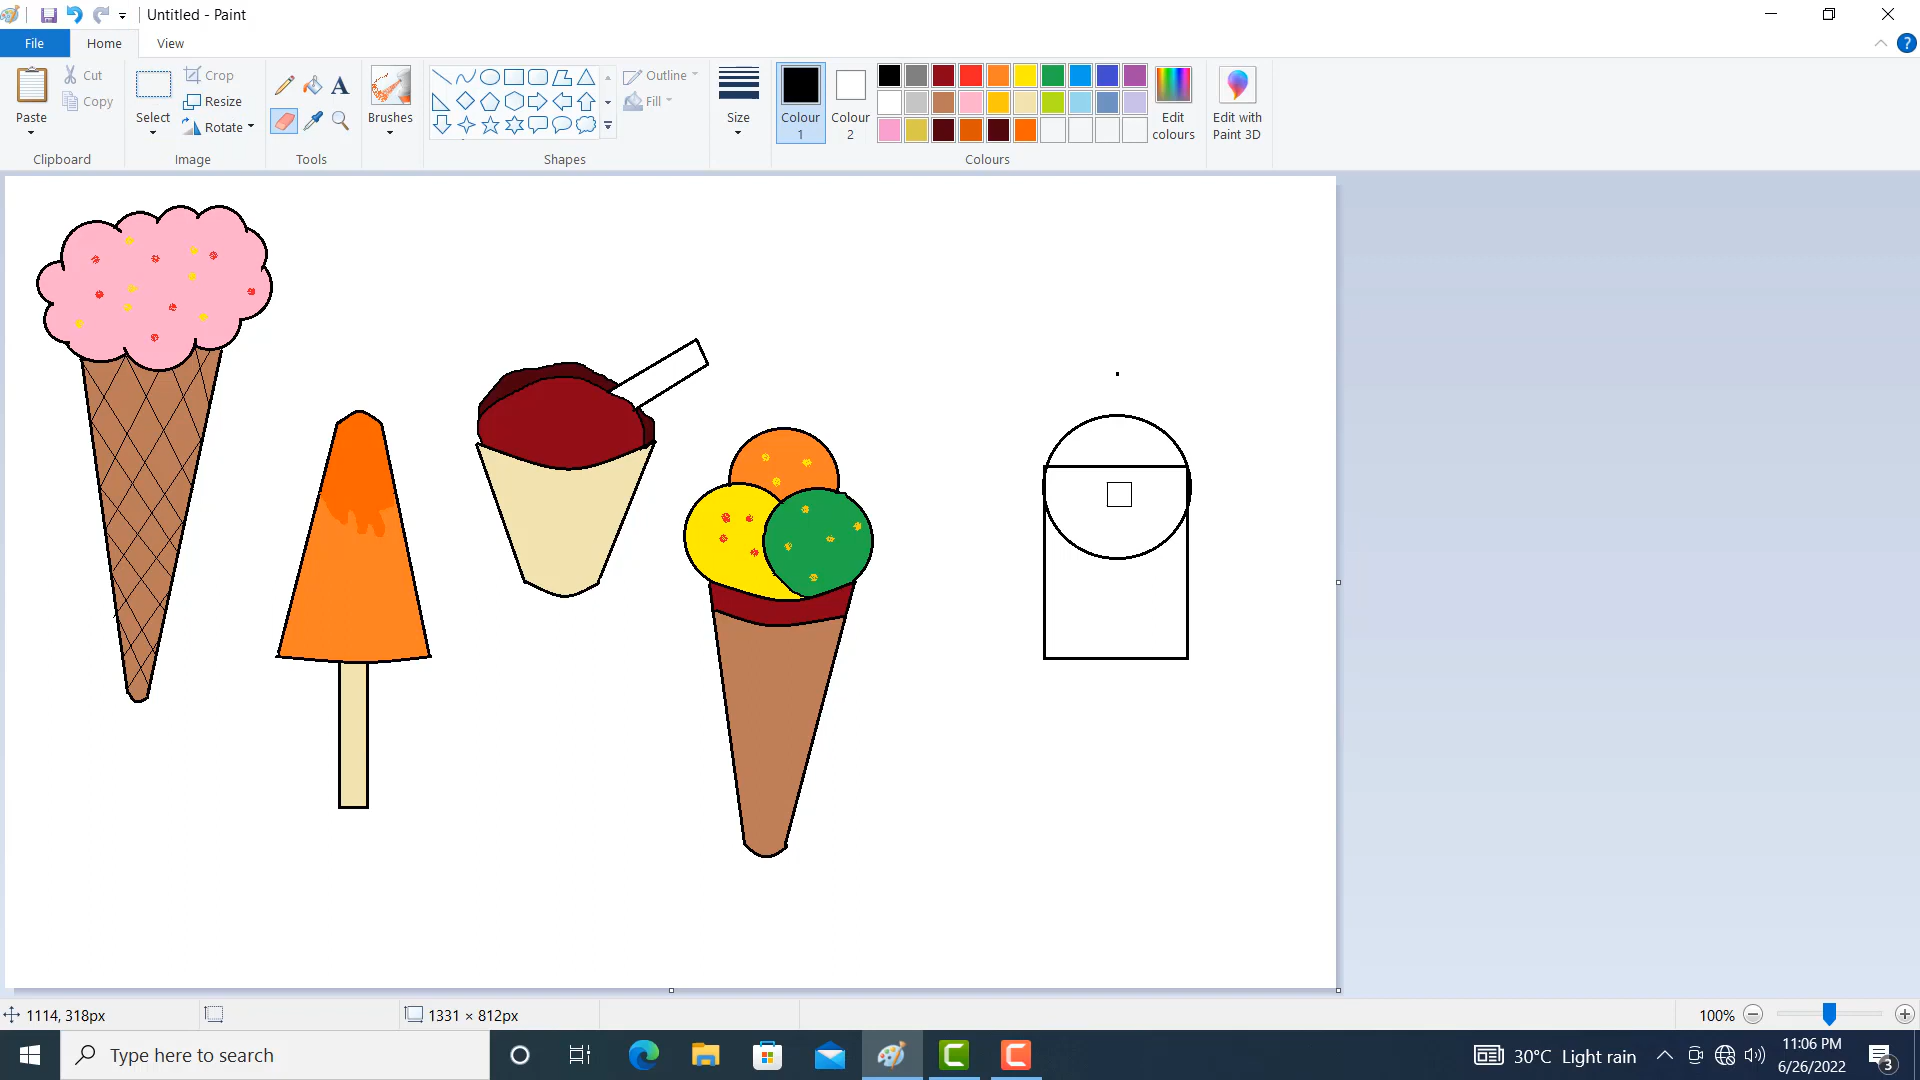 Untitled - Paint
File
Home
View
?
Paste
Cut
Copy
Clipboard
Select
Crop
Resize
Rotate
Image
A
Tools
Brushes
Shapes
Outline
Fill
Size
Colour
1
Colour
2
Colours
Edit
colours
Edit with
Paint 3D
1114, 318px
1331 × 812px
100%
Type here to search
30°C Light rain
11:06 PM
6/26/2022
3